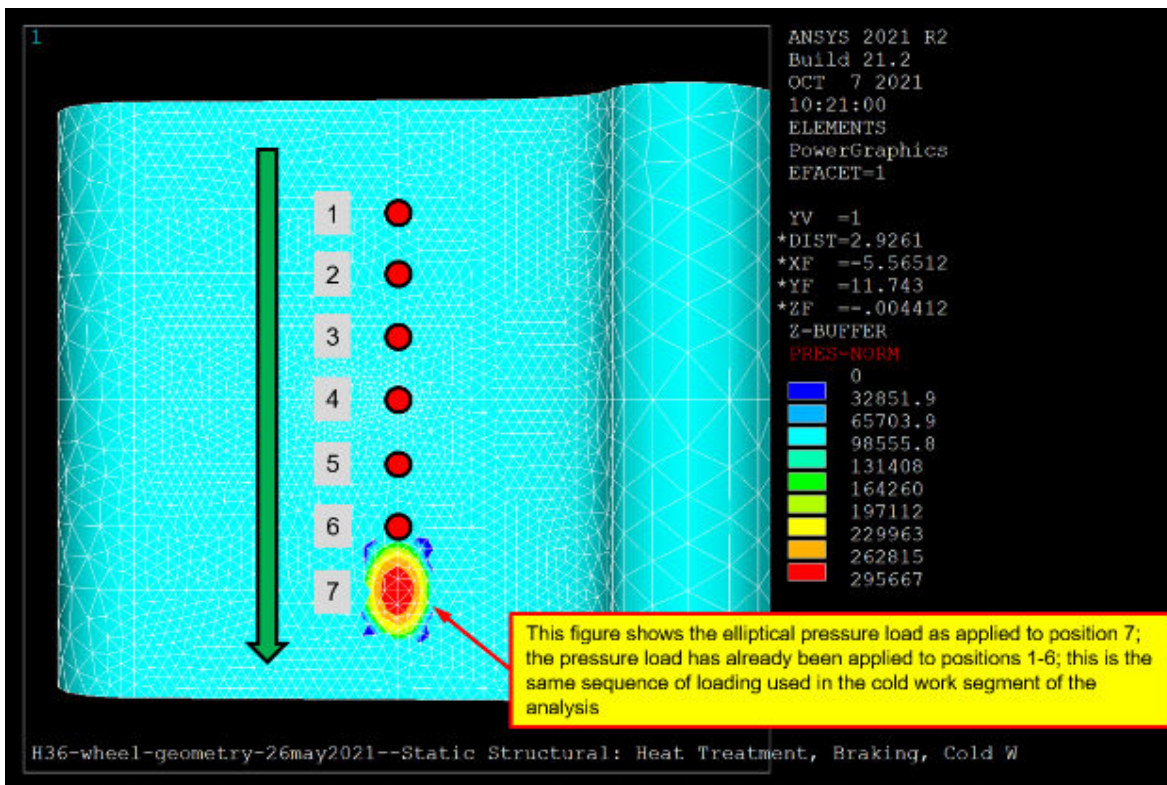 1
ANSYS 2021 R2
Build 21.2
OCT 7 2021
10:21:00
ELEMENTS
PowerGraphics
EFACET=1
YV =1
*DIST=2.9261
*XF =-5.56512
*YF =11.743
*ZF =-.004412
Z-BUFFER
PRES-NORM
0
32851.9
65703.9
98555.8
131408
164260
197112
229963
262815
295667
1
2
3
4
5
6
7
This figure shows the elliptical pressure load as applied to position 7;
the pressure load has already been applied to positions 1-6; this is the
same sequence of loading used in the cold work segment of the
analysis
H36-wheel-geometry-26may2021--Static Structural: Heat Treatment, Braking, Cold W